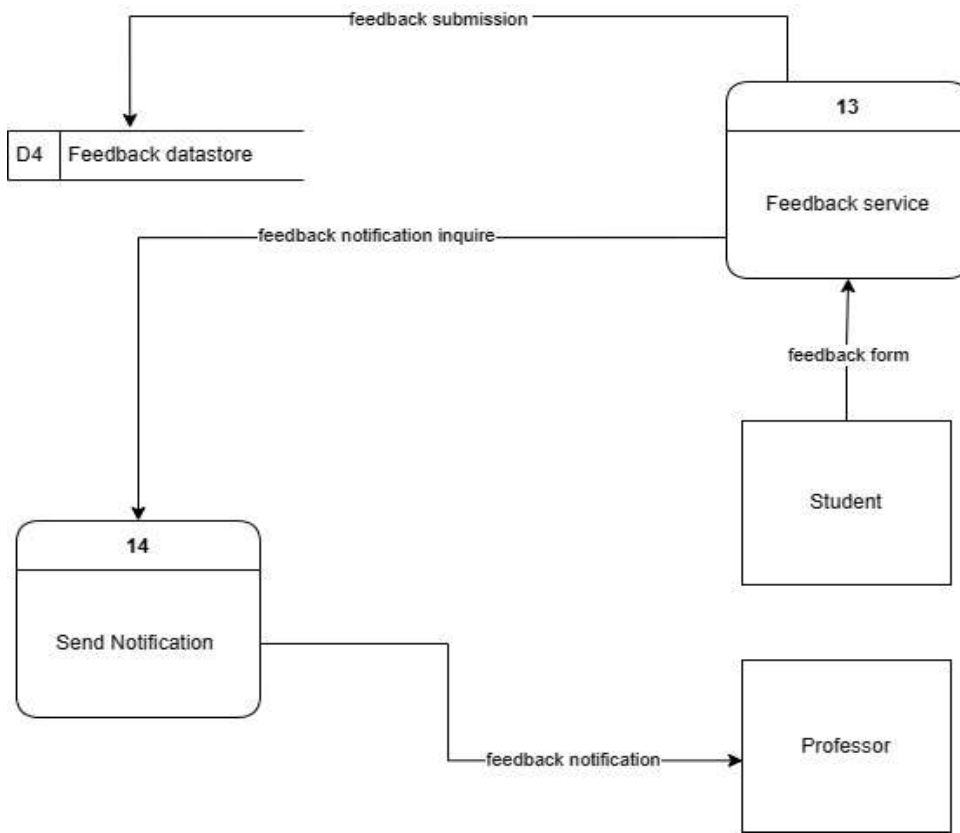 feedback submission
13
D4
Feedback datastore
Feedback service
feedback notification inquire
feedback form
Student
14
Send Notification
Professor
feedback notification